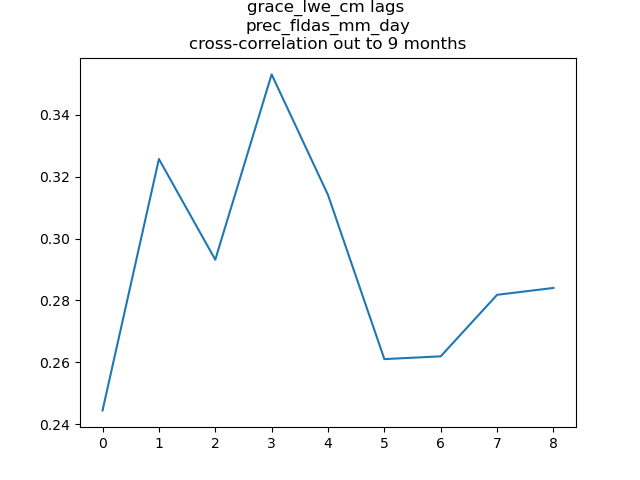 grace_lwe_cm lags
prec_fldas_mm_day
cross-correlation out to 9 months
0.34
0.32
0.30
0.28
0.26
0.24
0 1 2 3 4 5 6 7 8